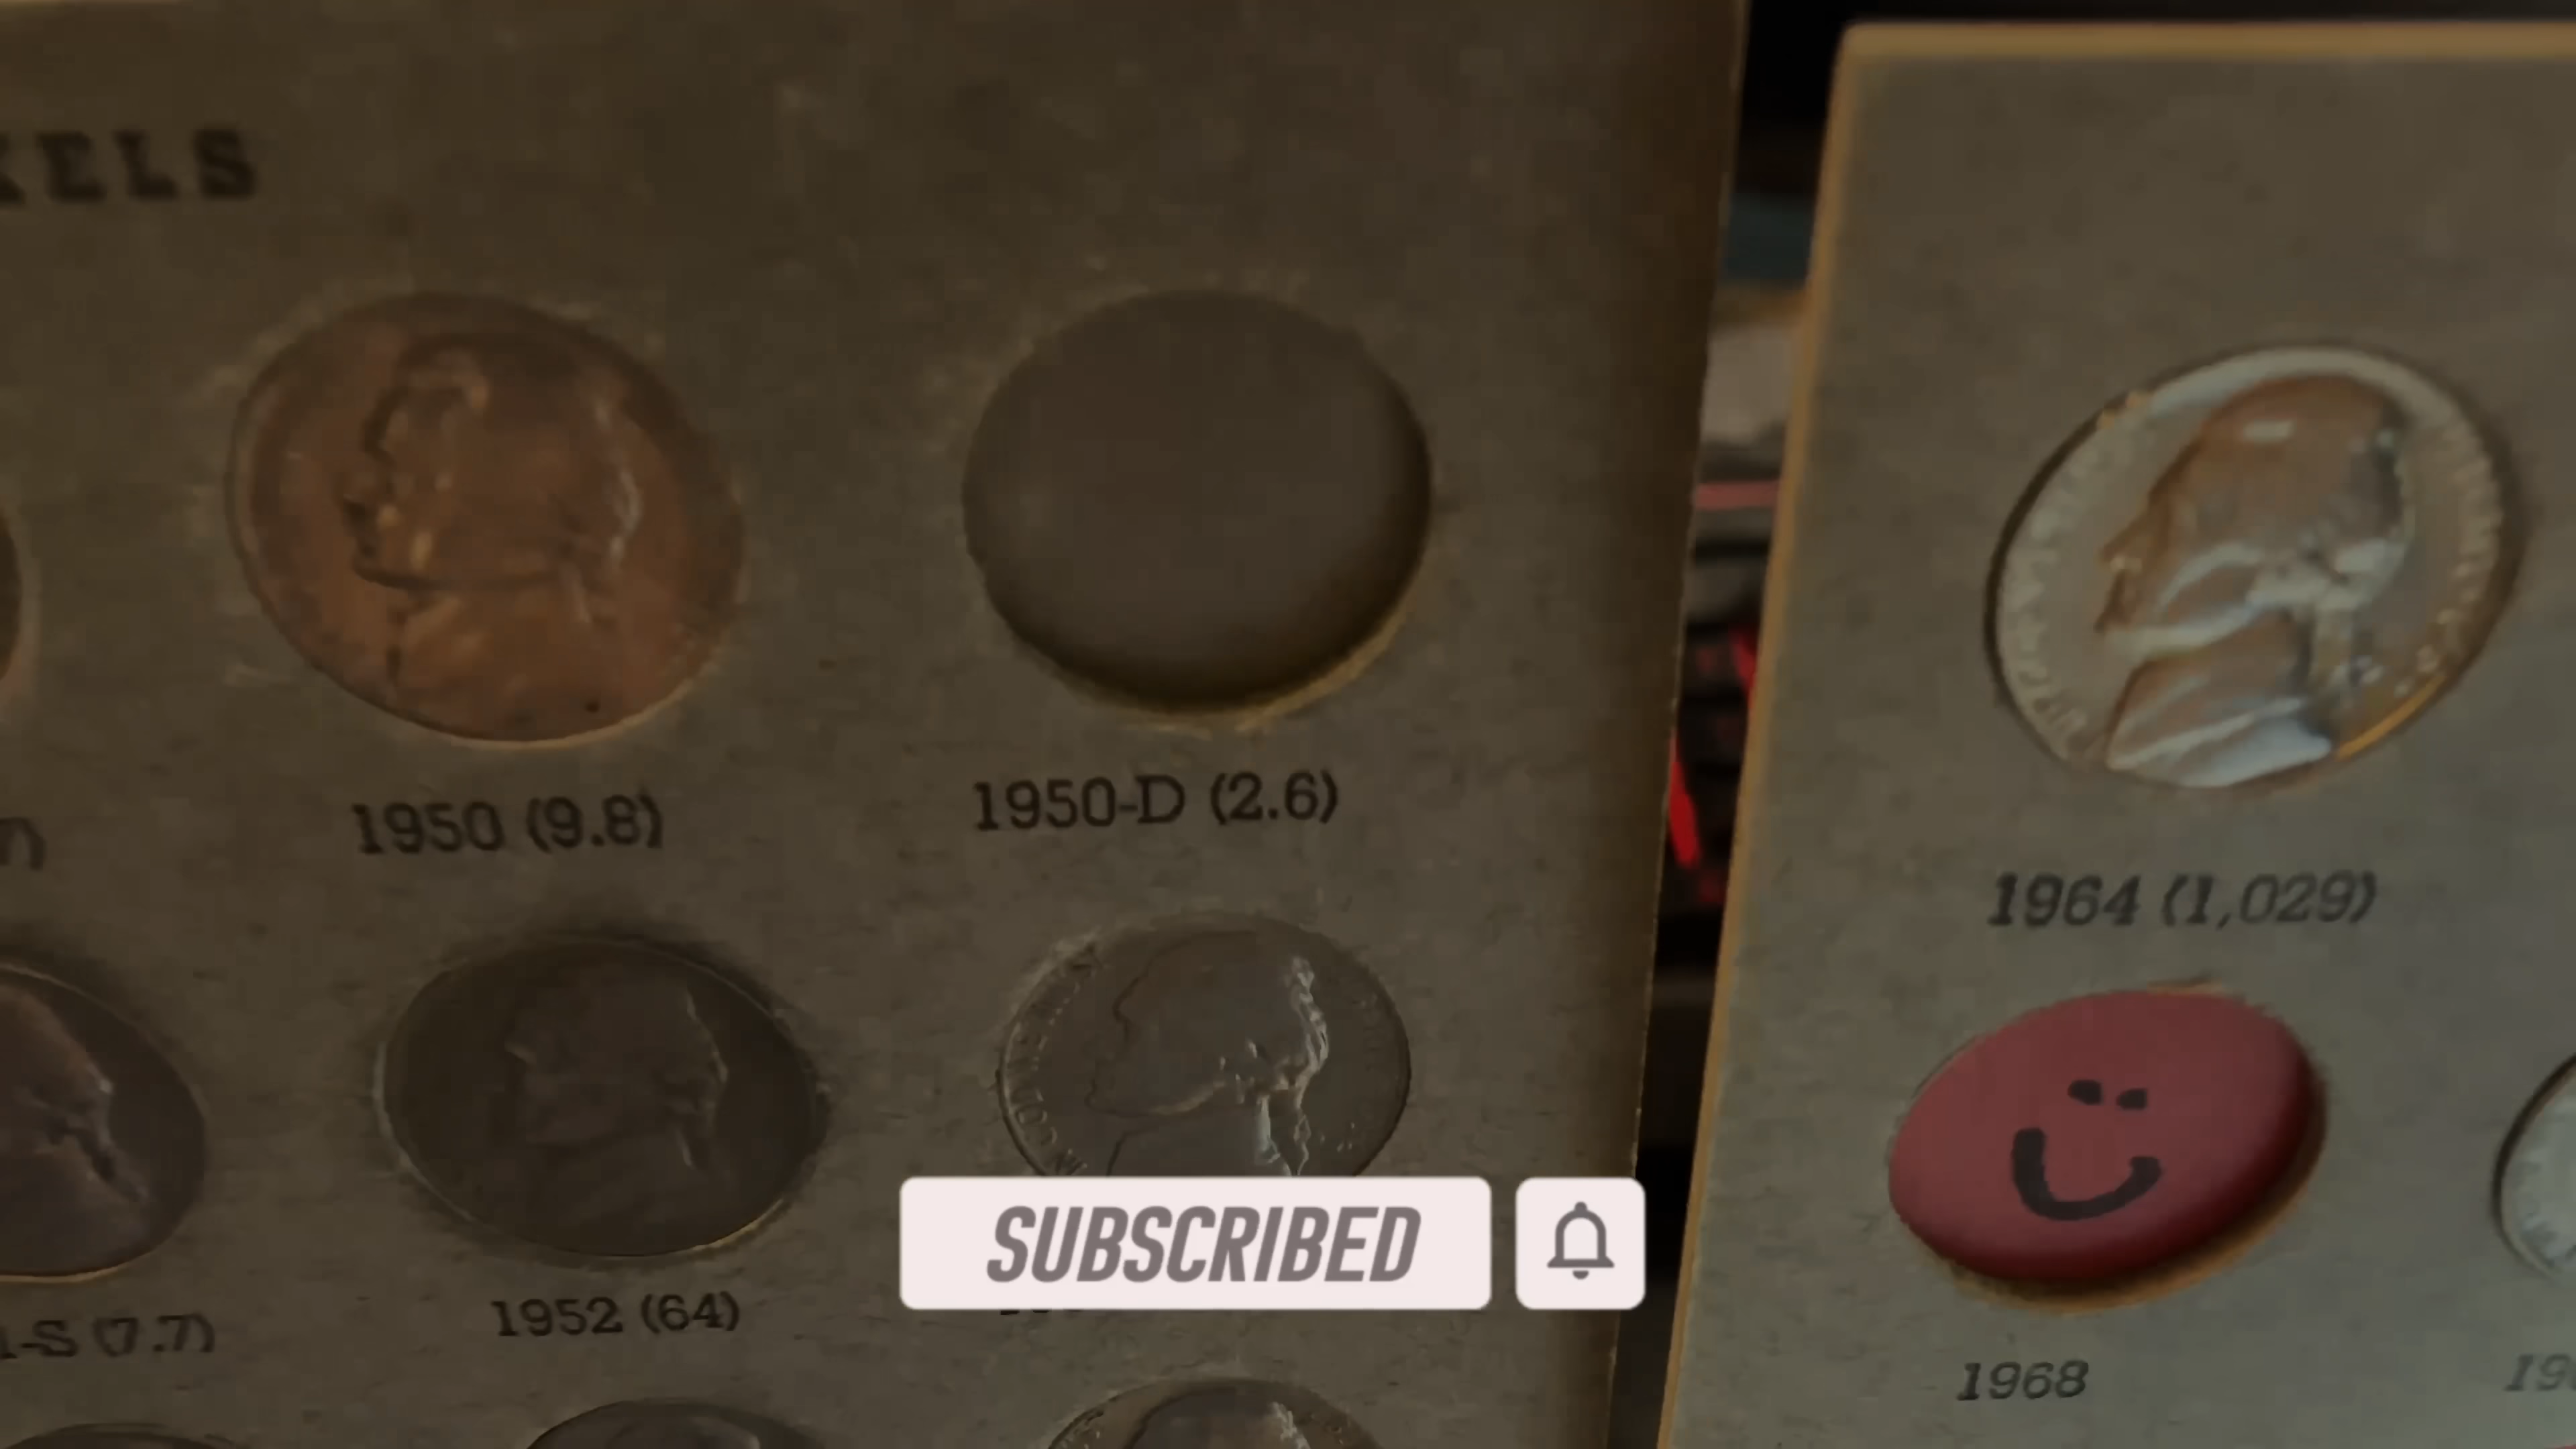 KELS
1950 (9.8)
1950-D (2.6)
1964 (1,029)
1952 (64)
1968
SUBSCRIBED